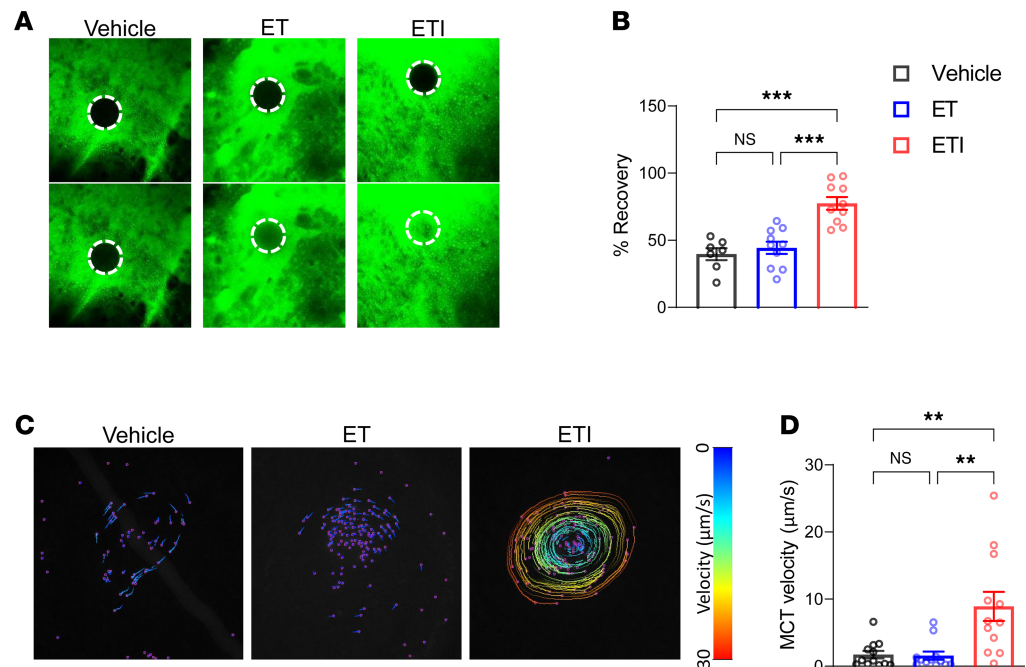 A
Vehicle
ET
ETI
B
Vehicle
ET
ETI
% Recovery
150
100
50
0
***
NS
***
C
Vehicle
ET
ETI
0
Velocity (μm/s)
30
D
**
NS
**
MCT velocity (μm/s)
30
20
10
0